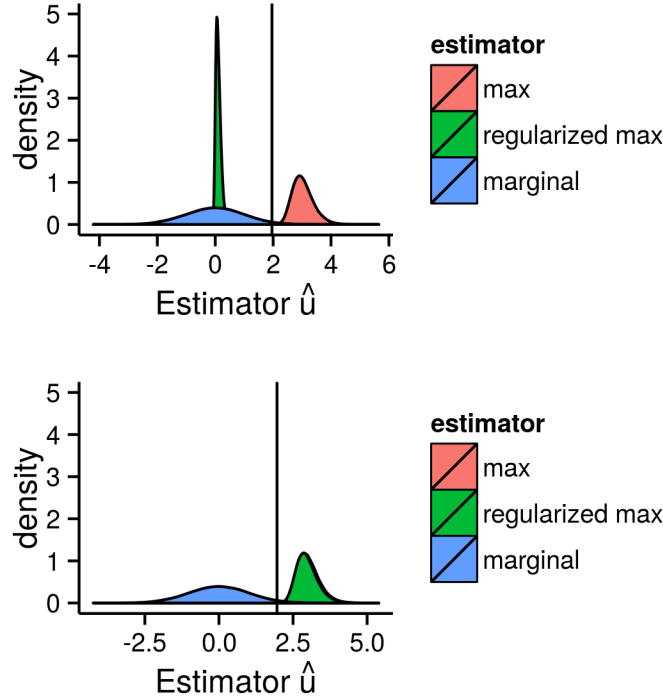 5
4
3
2
1
0
density
-4 -2 0 2 4 6
Estimator û
estimator
max
regularized max
marginal
5
4
3
2
1
0
density
-2.5 0.0 2.5 5.0
Estimator û
estimator
max
regularized max
marginal